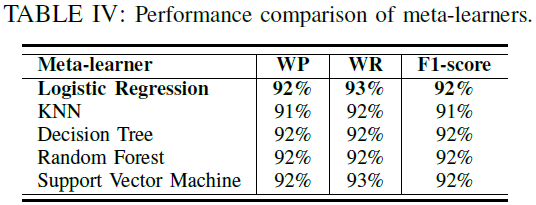 TABLE IV: Performance comparison of meta-learners.
Meta-learner WP WR F1-score
Logistic Regression 92% 93% 92%
KNN 91% 92% 91%
Decision Tree 92% 92% 92%
Random Forest 92% 92% 92%
Support Vector Machine 92% 93% 92%